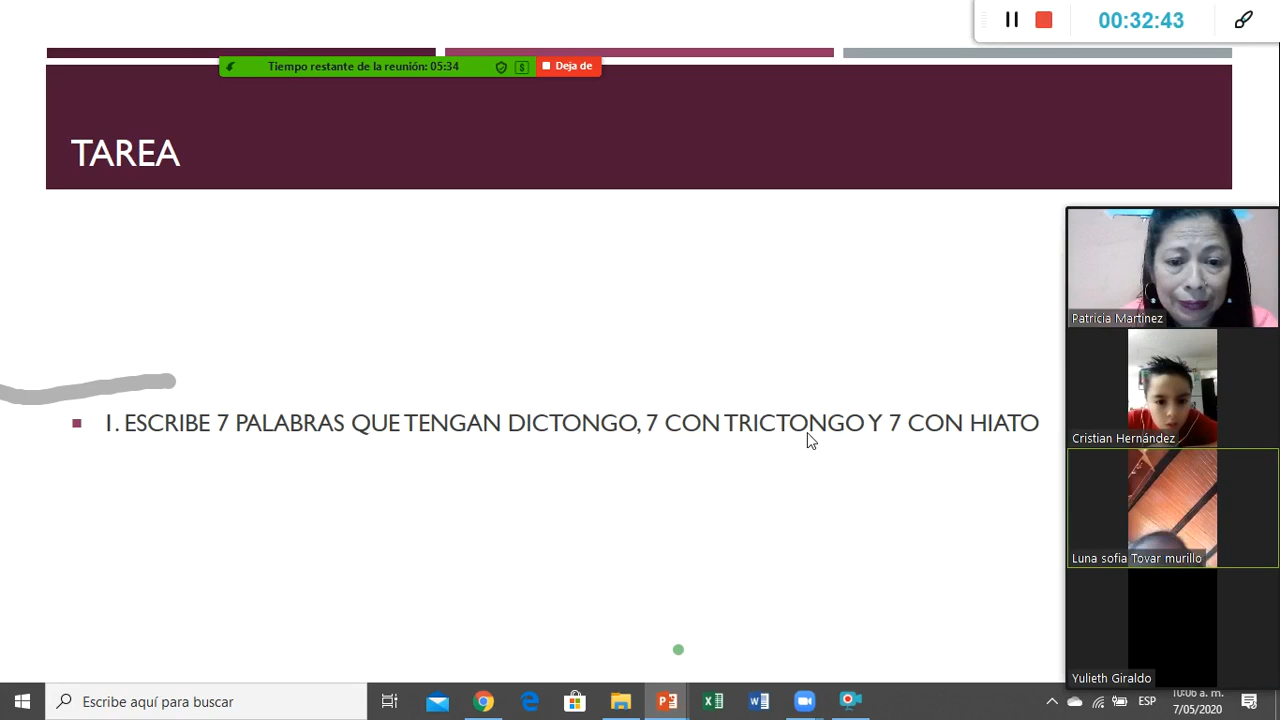 00:32:43
Tiempo restante de la reunión: 05:34
Deja de
TAREA
1. ESCRIBE 7 PALABRAS QUE TENGAN DICTONGO, 7 CON TRICTONGO Y 7 CON HIATO
Patricia Martinez
Cristian Hernández
Luna sofia Tovar murillo
Yulieth Giraldo
Escribe aquí para buscar
ESP
10:06 a. m.
7/05/2020